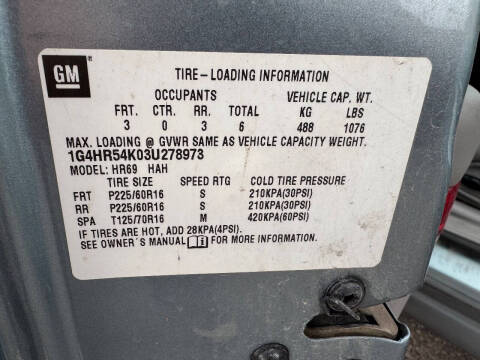 GM
TIRE-LOADING INFORMATION
OCCUPANTS VEHICLE CAP. WT.
FRT. CTR. RR. TOTAL KG LBS
3 0 3 6 488 1076
MAX. LOADING @ GVWR SAME AS VEHICLE CAPACITY WEIGHT.
1G4HR54K03U278973
MODEL: HR69 HAH
TIRE SIZE SPEED RTG COLD TIRE PRESSURE
FRT P225/60R16 S 210KPA(30PSI)
RR P225/60R16 S 210KPA(30PSI)
SPA T125/70R16 M 420KPA(60PSI)
IF TIRES ARE HOT, ADD 28KPA(4PSI)
SEE OWNER'S MANUAL i FOR MORE INFORMATION.